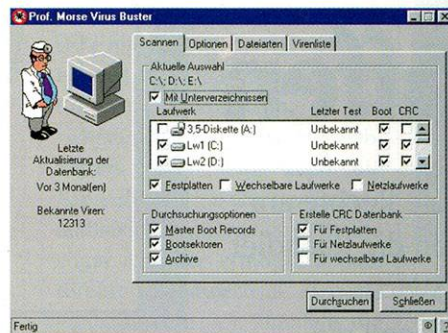 Prof. Morse Virus Buster
Scannen Optionen Dateiarten Virenliste
Aktuelle Auswahl
C:\; D:\; E:\
Mit Unterverzeichnissen
Laufwerk Letzter Test Boot CRC
3,5-Diskette (A:) Unbekannt
Lw1 (C:) Unbekannt
Lw2 (D:) Unbekannt
Festplatten Wechselbare Laufwerke Netzlaufwerke
Letzte
Aktualisierung der
Datenbank:
Vor 3 Monat(en)
Bekannte Viren:
12313
Durchsuchungsoptionen
Master Boot Records
Bootsektoren
Archive
Erstelle CRC Datenbank
Für Festplatten
Für Netzlaufwerke
Für wechselbare Laufwerke
Durchsuchen Schließen
Fertig